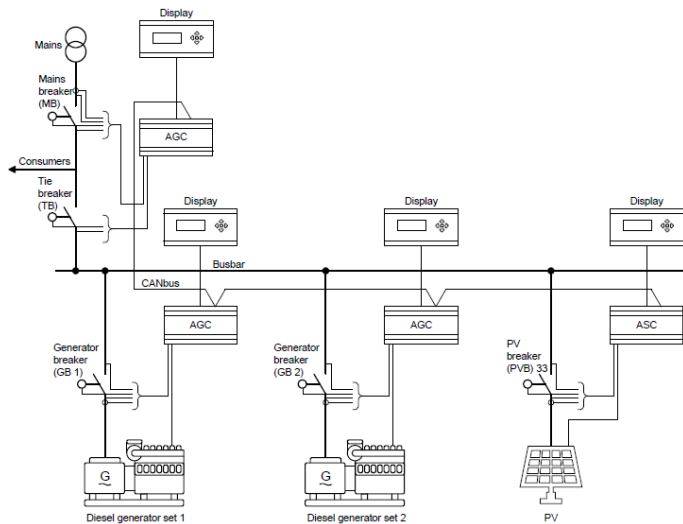 Display
Mains
Mains
breaker
(MB)
AGC
Consumers
Tie
breaker
(TB)
Display
Display
Display
Busbar
CANbus
AGC
AGC
ASC
Generator
breaker
(GB 1)
Generator
breaker
(GB 2)
PV
breaker
(PVB) 33
G
G
Diesel generator set 1
Diesel generator set 2
PV